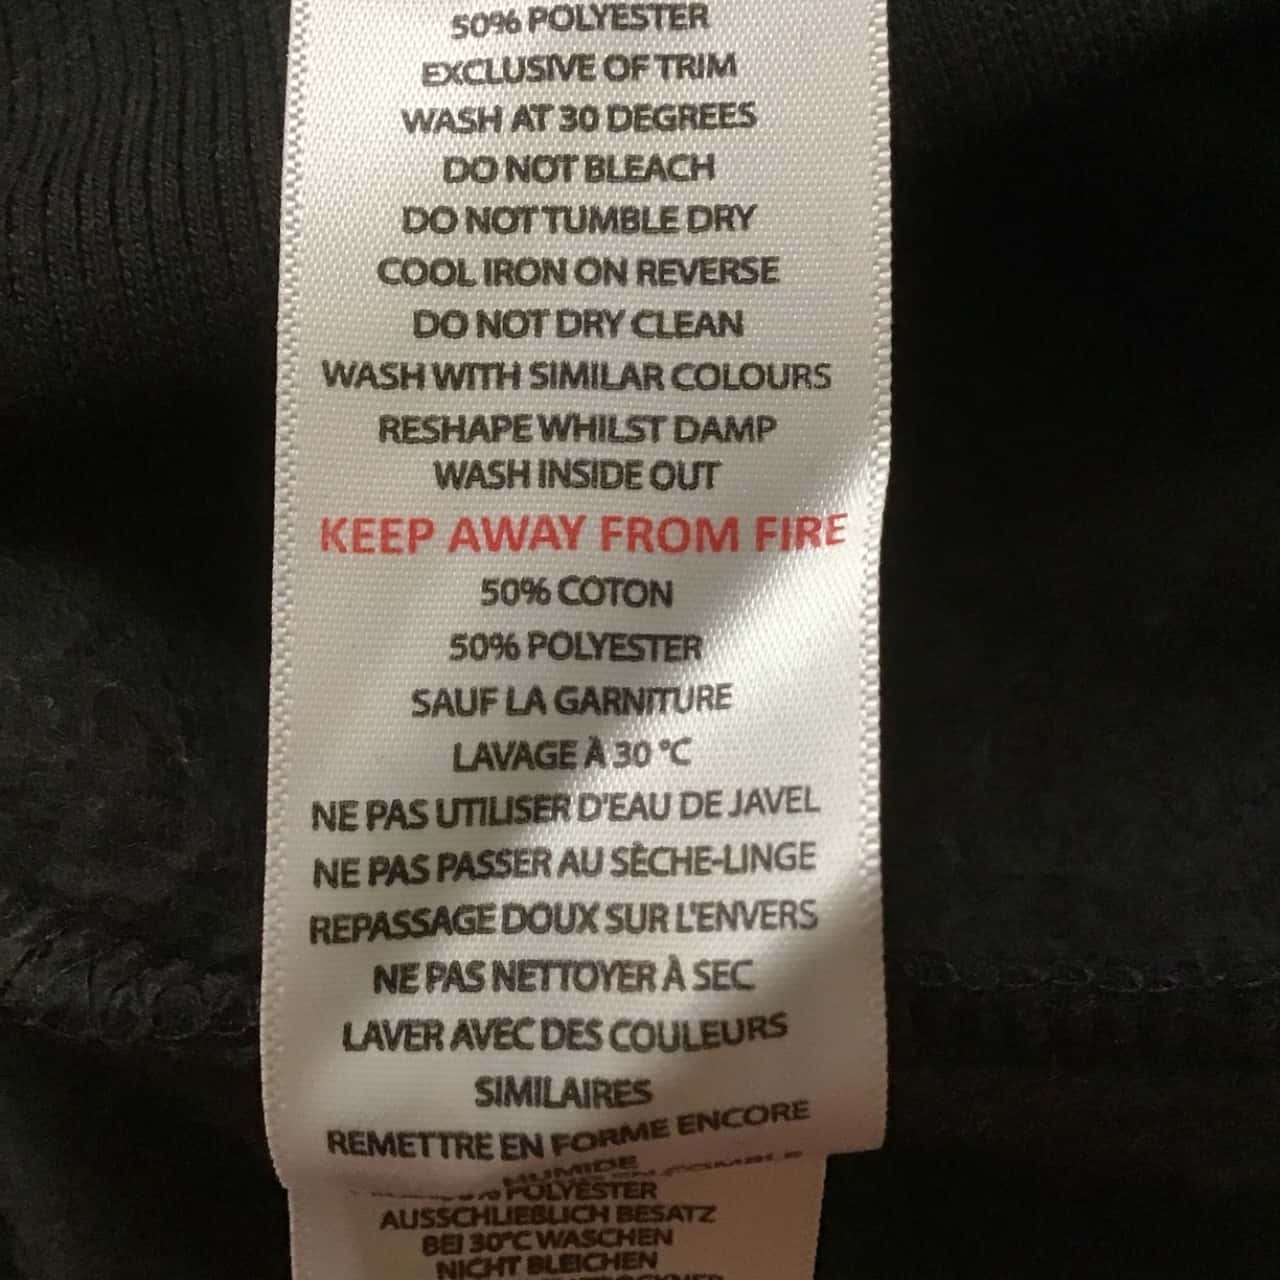 50% POLYESTER
EXCLUSIVE OF TRIM
WASH AT 30 DEGREES
DO NOT BLEACH
DO NOT TUMBLE DRY
COOL IRON ON REVERSE
DO NOT DRY CLEAN
WASH WITH SIMILAR COLOURS
RESHAPE WHILST DAMP
WASH INSIDE OUT
KEEP AWAY FROM FIRE
50% COTON
50% POLYESTER
SAUF LA GARNITURE
LAVAGE À 30 °C
NE PAS UTILISER D'EAU DE JAVEL
NE PAS PASSER AU SÈCHE-LINGE
REPASSAGE DOUX SUR L'ENVERS
NE PAS NETTOYER À SEC
LAVER AVEC DES COULEURS
SIMILAIRES
REMETTRE EN FORME ENCORE
HUMIDE
POLYESTER
AUSSCHLIEBLICH BESATZ
BEI 30°C WASCHEN
NICHT BLEICHEN